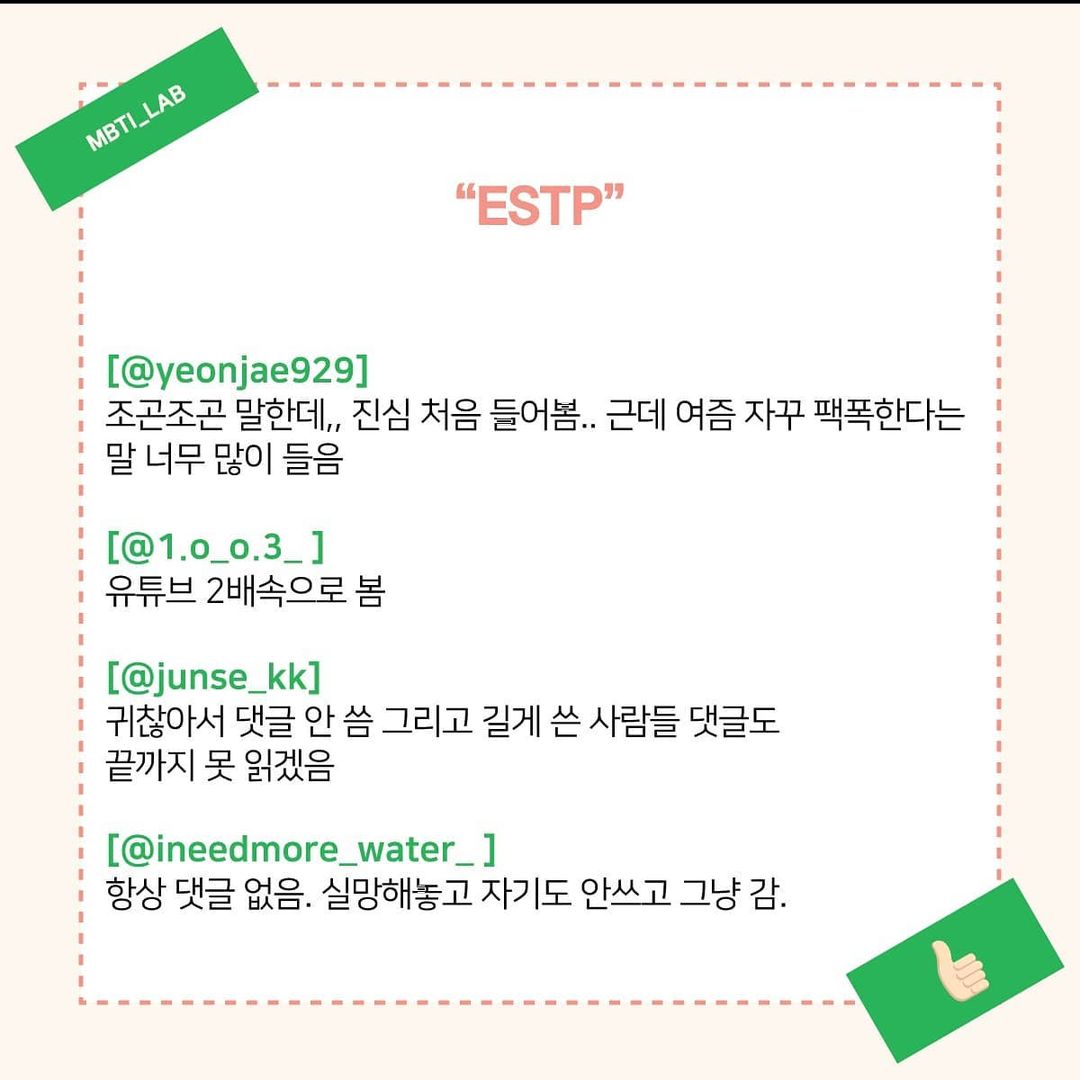 MBTI_LAB
“ESTP”
[@yeonjae929]
조곤조곤 말한데,, 진심 처음 들어봄.. 근데 여즘 자꾸 팩폭한다는
말 너무 많이 들음
[@1.o_o.3_ ]
유튜브 2배속으로 봄
[@junse_kk]
귀찮아서 댓글 안 씀 그리고 길게 쓴 사람들 댓글도
끝까지 못 읽겠음
[@ineedmore_water_ ]
항상 댓글 없음. 실망해놓고 자기도 안쓰고 그냥 감.